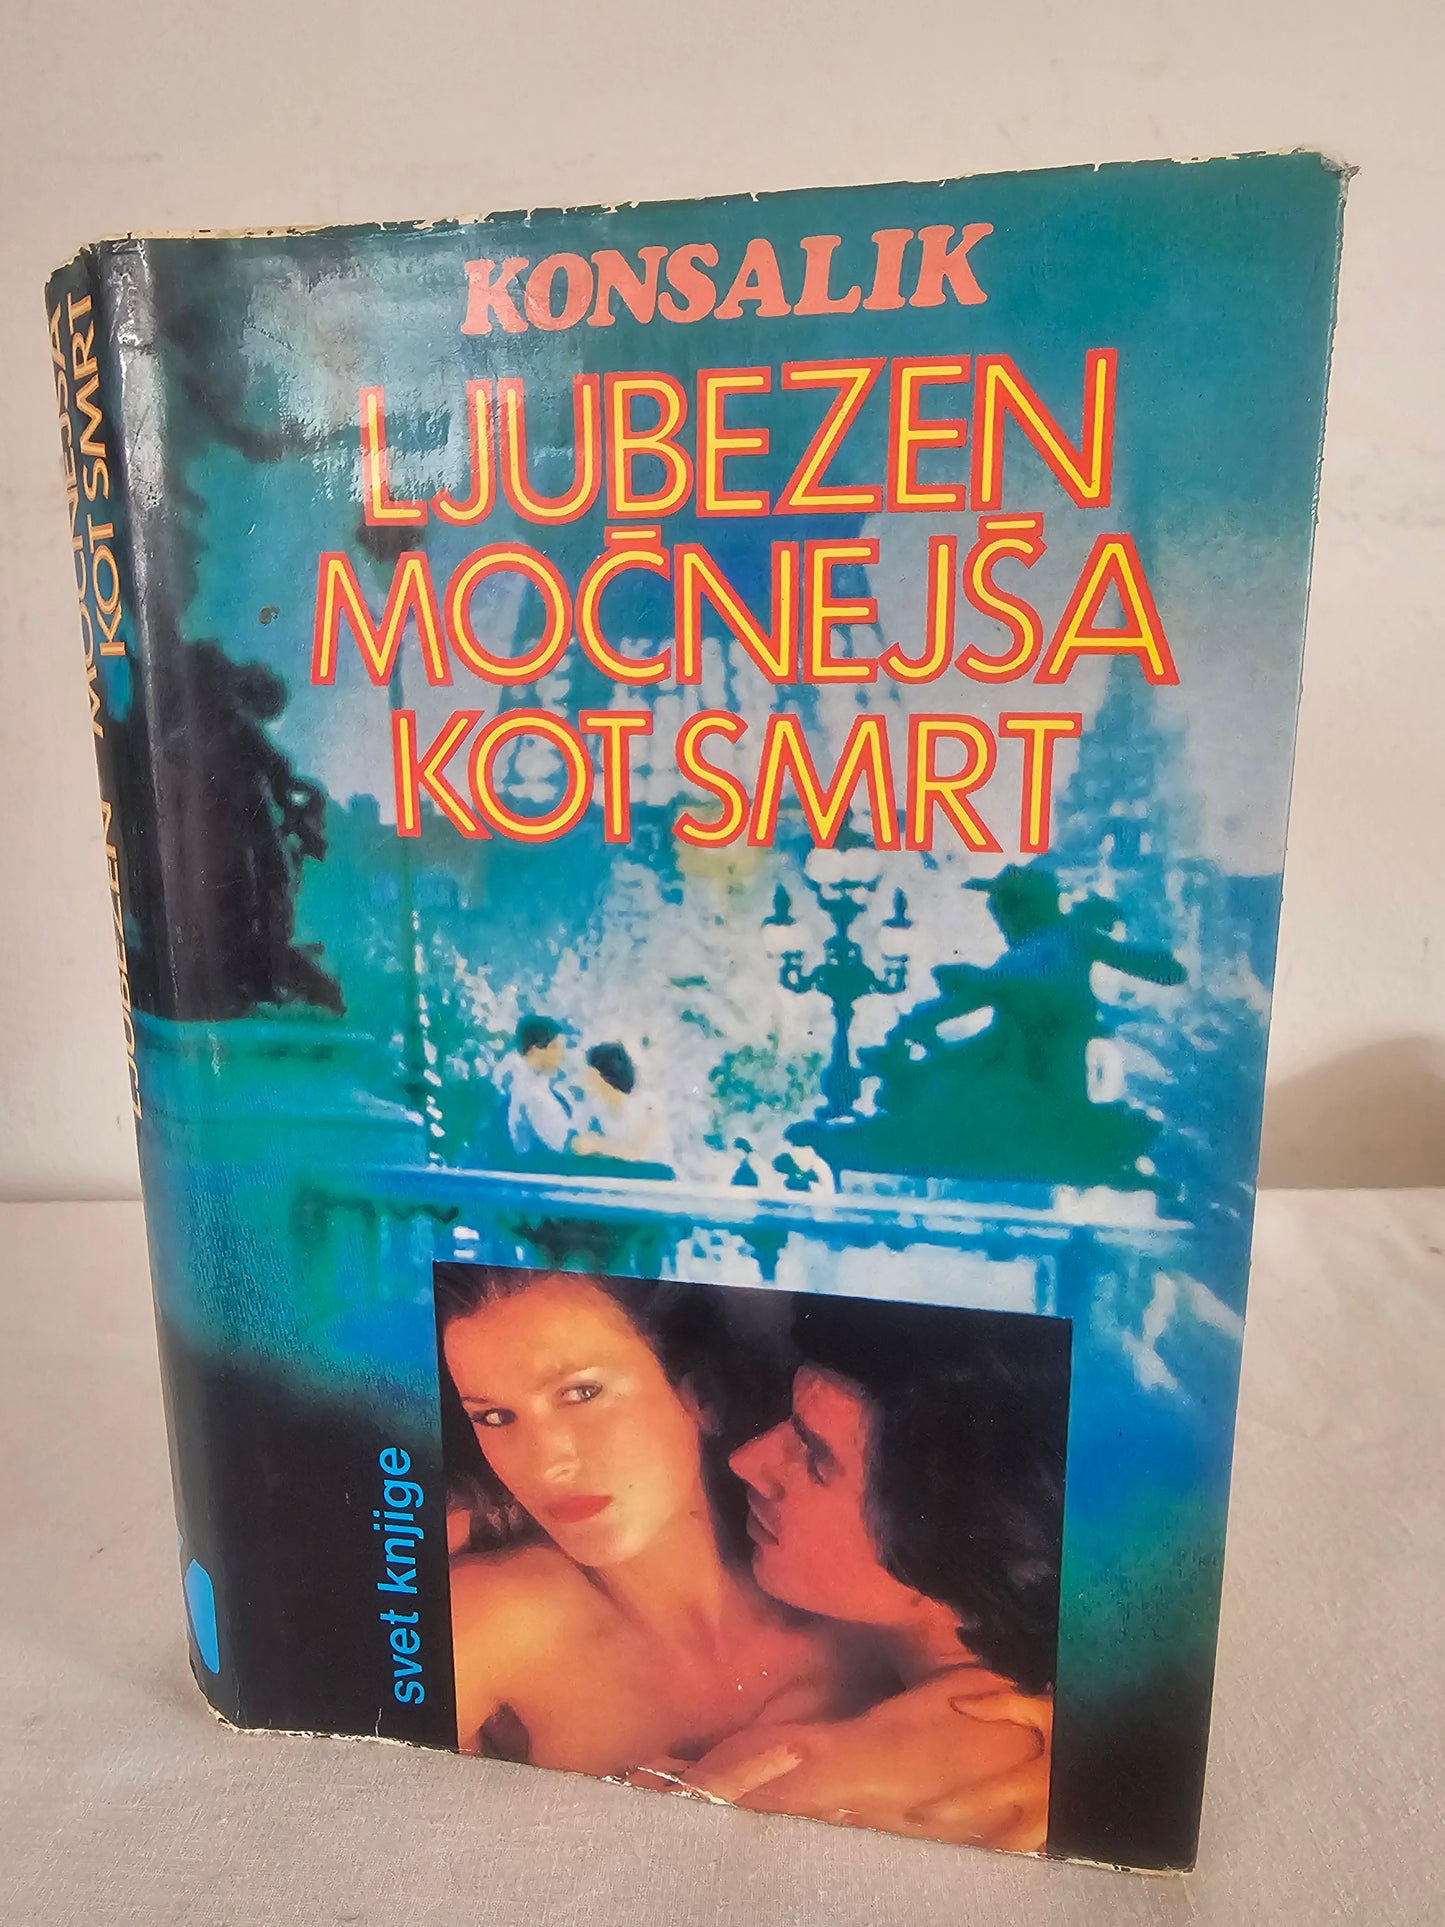 KONSALIK
LJUBEZEN
MOČNEJŠA
KOT SMRT
svet knjige
LJUBEZEN MOČNEJŠA
KOT SMRT